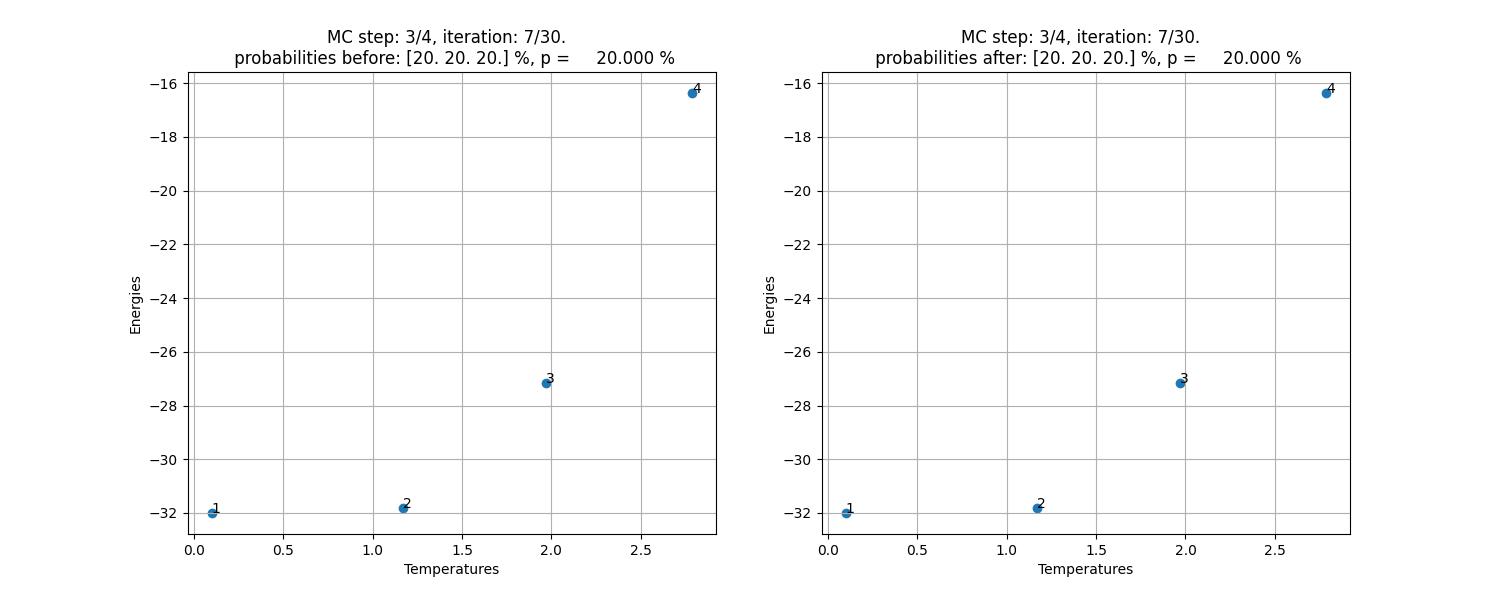 MC step: 3/4, iteration: 7/30.
probabilities before: [20. 20. 20.] %, p = 20.000 %
−16
−18
−20
−22
−24
−26
−28
−30
−32
Energies
4
3
2
1
0.0 0.5 1.0 1.5 2.0 2.5
Temperatures
MC step: 3/4, iteration: 7/30.
probabilities after: [20. 20. 20.] %, p = 20.000 %
−16
−18
−20
−22
−24
−26
−28
−30
−32
Energies
4
3
2
1
0.0 0.5 1.0 1.5 2.0 2.5
Temperatures